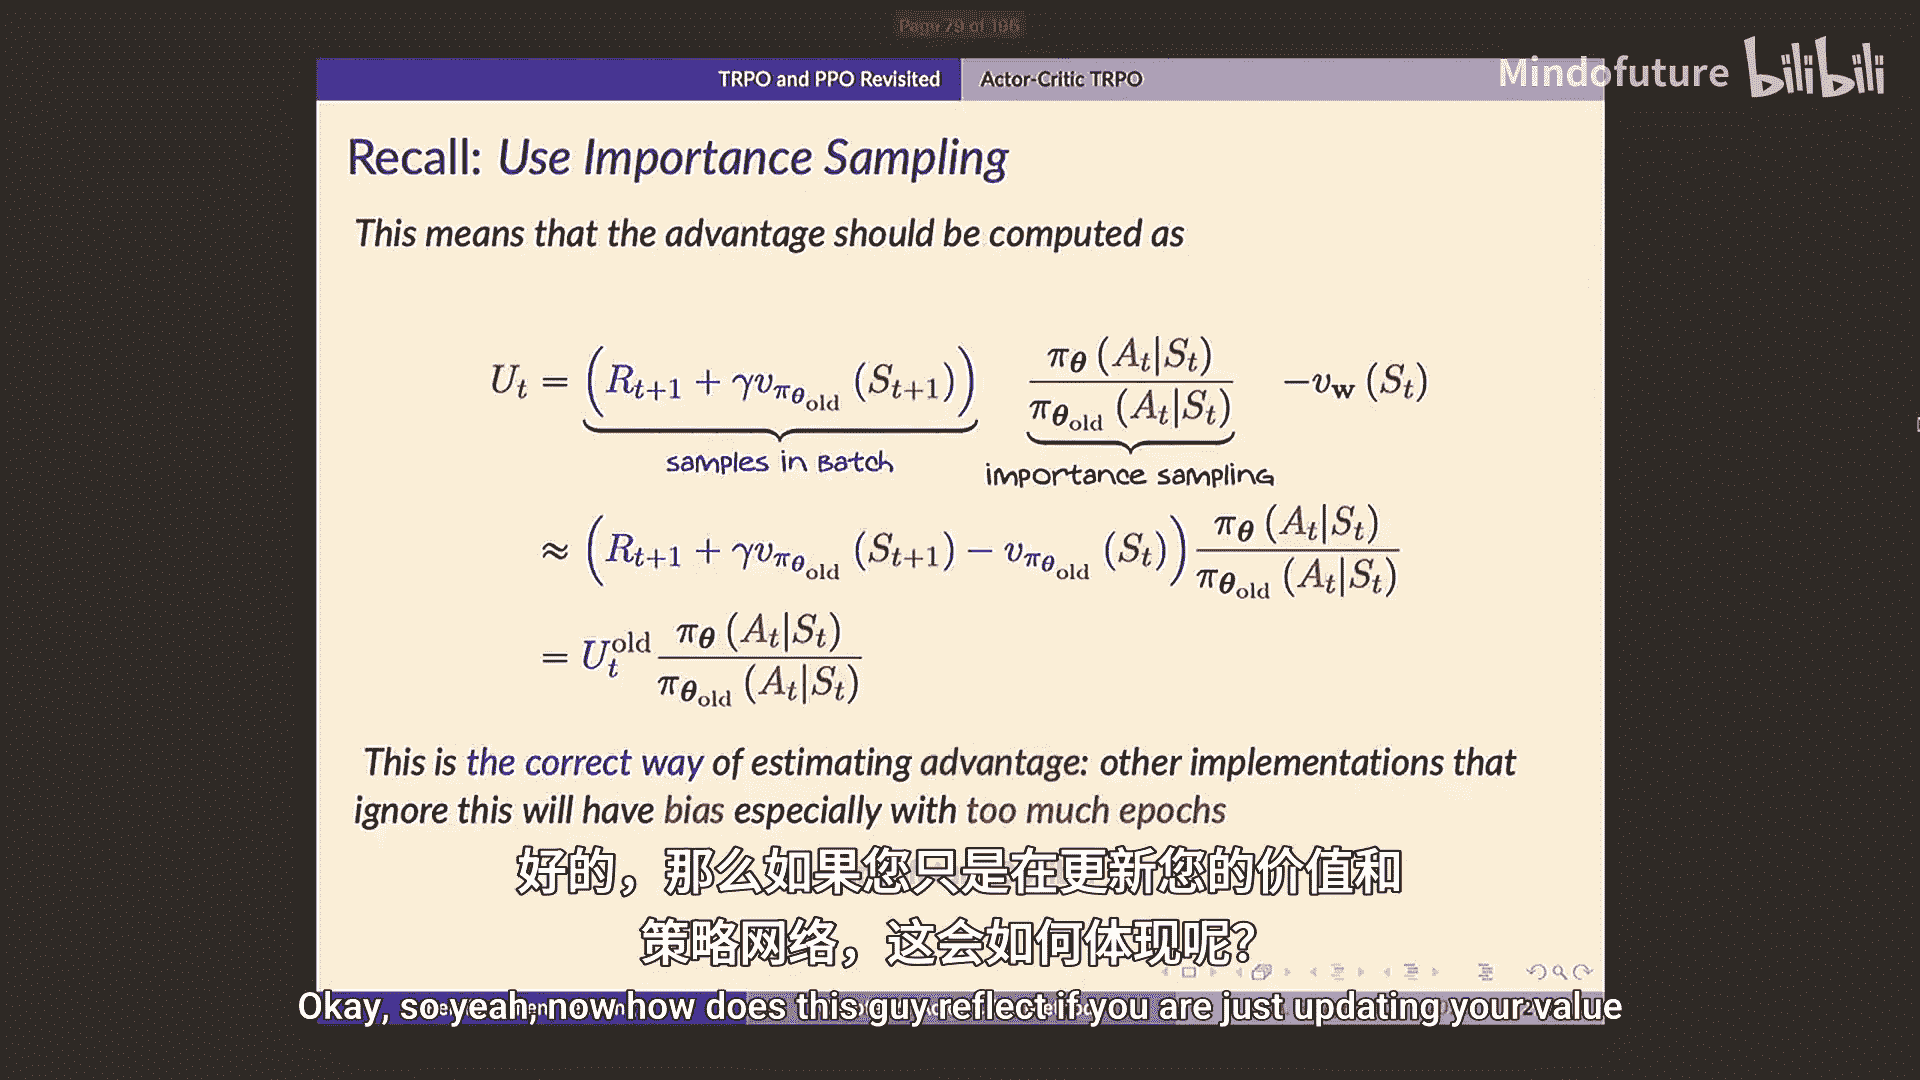 Page 79 of 106
TRPO and PPO Revisited
Actor-Critic TRPO
Mindofuture bilibili
Recall: Use Importance Sampling
This means that the advantage should be computed as
U_t = (R_{t+1} + γv_{π_{θ_old}} (S_{t+1})) π_θ (A_t|S_t) / π_{θ_old} (A_t|S_t) −v_w (S_t)
samples in Batch
importance sampling
≈ (R_{t+1} + γv_{π_{θ_old}} (S_{t+1}) − v_{π_{θ_old}} (S_t)) π_θ (A_t|S_t) / π_{θ_old} (A_t|S_t)
= U_t^{old} π_θ (A_t|S_t) / π_{θ_old} (A_t|S_t)
This is the correct way of estimating advantage: other implementations that
ignore this will have bias especially with too much epochs
好的，那么如果您只是在更新您的价值和
策略网络，这会如何体现呢？
Okay, so yeah, now how does this guy reflect if you are just updating your value